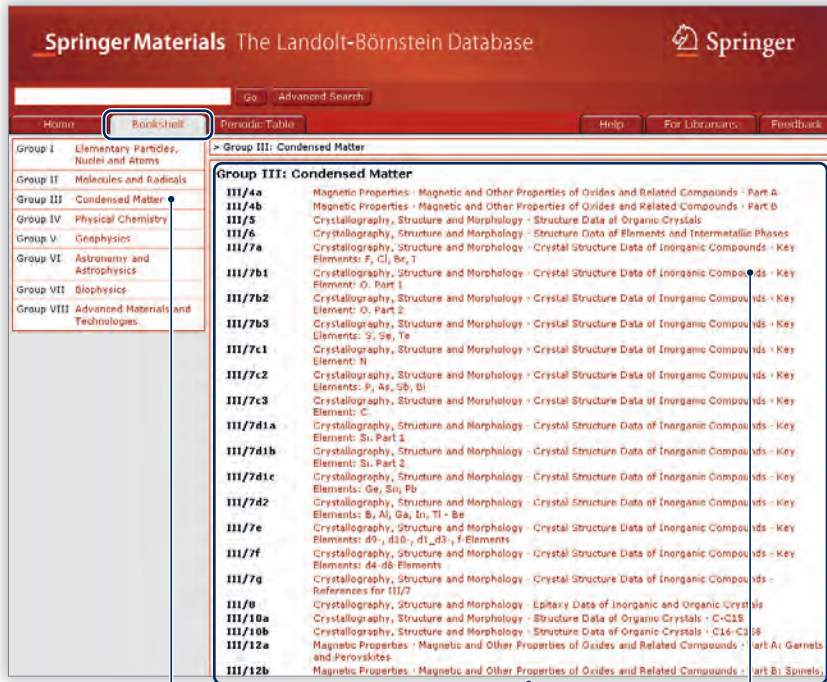 SpringerMaterials The Landolt-Börnstein Database
Springer
Go Advanced Search
Home Bookshelf Periodic Table Help For Librarians Feedback
Group I Elementary Particles,
Nuclei and Atoms
Group II Molecules and Radicals
Group III Condensed Matter
Group IV Physical Chemistry
Group V Geophysics
Group VI Astronomy and
Astrophysics
Group VII Biophysics
Group VIII Advanced Materials and
Technologies
> Group III: Condensed Matter
Group III: Condensed Matter
III/4a Magnetic Properties · Magnetic and Other Properties of Oxides and Related Compounds · Part A
III/4b Magnetic Properties · Magnetic and Other Properties of Oxides and Related Compounds · Part B
III/5 Crystallography, Structure and Morphology · Structure Data of Organic Crystals
III/6 Crystallography, Structure and Morphology · Structure Data of Elements and Intermetallic Phases
III/7a Crystallography, Structure and Morphology · Crystal Structure Data of Inorganic Compounds · Key
Elements: F, Cl, Br, I
III/7b1 Crystallography, Structure and Morphology · Crystal Structure Data of Inorganic Compounds · Key
Element: O. Part 1
III/7b2 Crystallography, Structure and Morphology · Crystal Structure Data of Inorganic Compounds · Key
Element: O. Part 2
III/7b3 Crystallography, Structure and Morphology · Crystal Structure Data of Inorganic Compounds · Key
Elements: S, Se, Te
III/7c1 Crystallography, Structure and Morphology · Crystal Structure Data of Inorganic Compounds · Key
Element: N
III/7c2 Crystallography, Structure and Morphology · Crystal Structure Data of Inorganic Compounds · Key
Elements: P, As, Sb, Bi
III/7c3 Crystallography, Structure and Morphology · Crystal Structure Data of Inorganic Compounds · Key
Element: C
III/7d1a Crystallography, Structure and Morphology · Crystal Structure Data of Inorganic Compounds · Key
Element: Si. Part 1
III/7d1b Crystallography, Structure and Morphology · Crystal Structure Data of Inorganic Compounds · Key
Element: Si. Part 2
III/7d1c Crystallography, Structure and Morphology · Crystal Structure Data of Inorganic Compounds · Key
Elements: Ge, Sn, Pb
III/7d2 Crystallography, Structure and Morphology · Crystal Structure Data of Inorganic Compounds · Key
Elements: B, Al, Ga, In, Tl - Be
III/7e Crystallography, Structure and Morphology · Crystal Structure Data of Inorganic Compounds · Key
Elements: d9-, d10-, d1_d3-, f-Elements
III/7f Crystallography, Structure and Morphology · Crystal Structure Data of Inorganic Compounds · Key
Elements: d4-d8-Elements
III/7g Crystallography, Structure and Morphology · Crystal Structure Data of Inorganic Compounds ·
References for III/7
III/8 Crystallography, Structure and Morphology · Epitaxy Data of Inorganic and Organic Crystals
III/10a Crystallography, Structure and Morphology · Structure Data of Organic Crystals · C-C15
III/10b Crystallography, Structure and Morphology · Structure Data of Organic Crystals ·
III/12a Magnetic Properties · Magnetic and Other Properties of Oxides and Related Compounds · Part A: Garnets
and Perovskites
III/12b Magnetic Properties · Magnetic and Other Properties of Oxides and Related Compounds · Part B: Spinels,